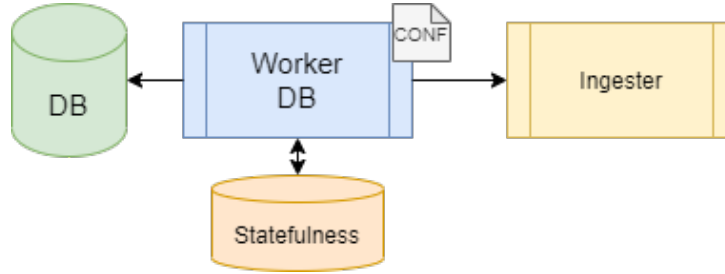 CONF
Worker
DB
DB
Ingester
Statefulness